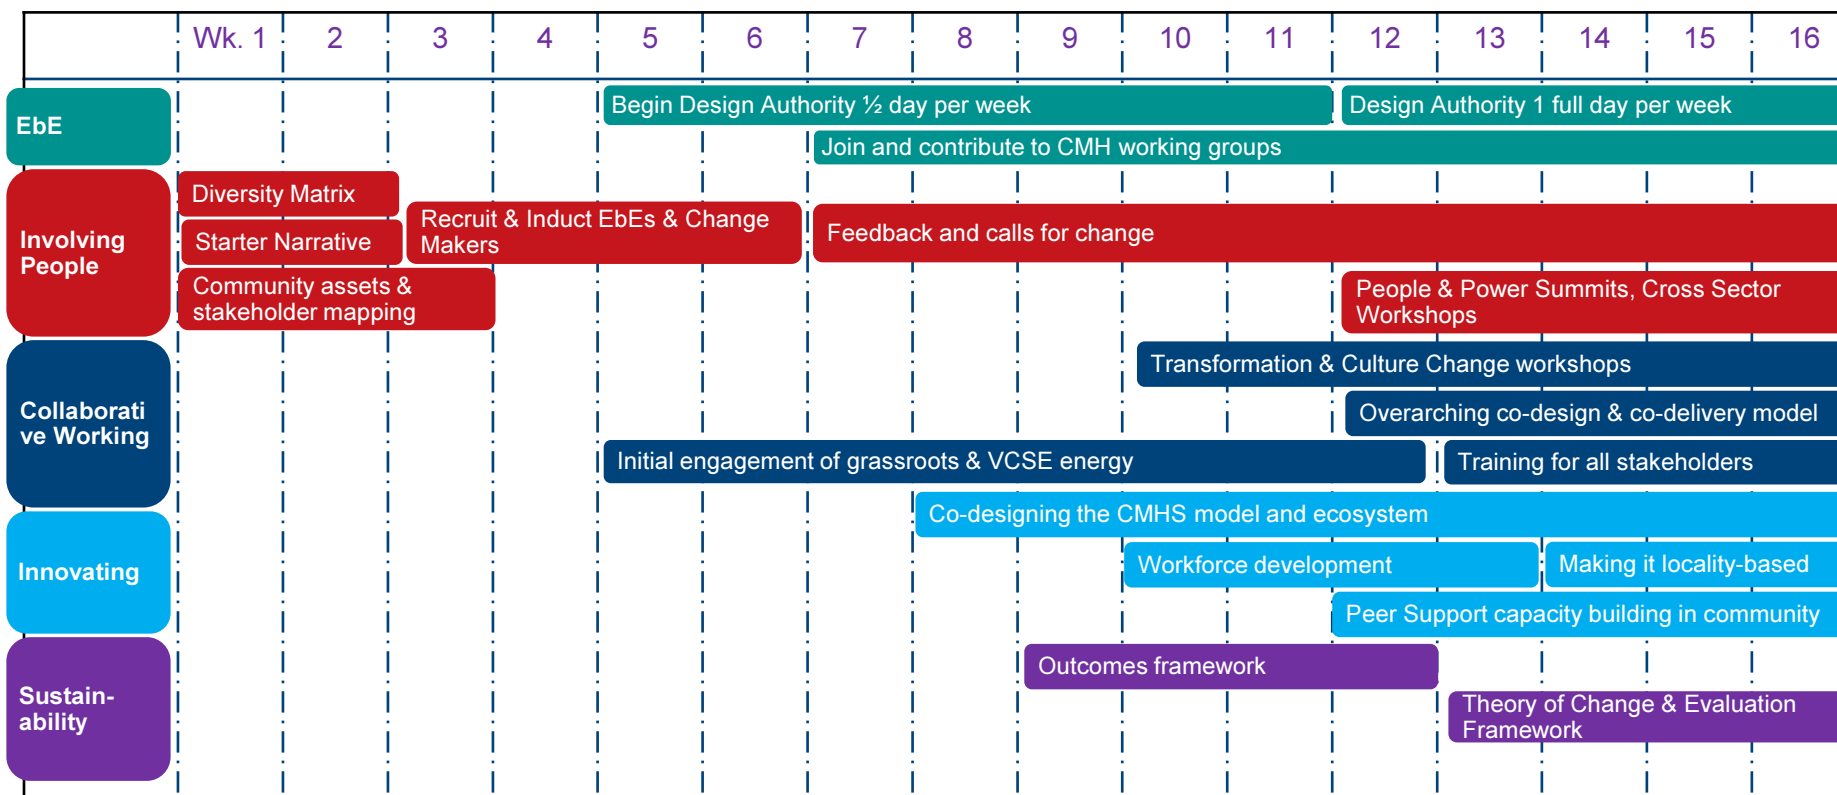 Wk. 1 2 3 4 5 6 7 8 9 10 11 12 13 14 15 16
EbE
Begin Design Authority ½ day per week
Design Authority 1 full day per week
Join and contribute to CMH working groups
Involving
People
Diversity Matrix
Starter Narrative
Community assets &
stakeholder mapping
Recruit & Induct EbEs & Change
Makers
Feedback and calls for change
People & Power Summits, Cross Sector
Workshops
Collaborati
ve Working
Transformation & Culture Change workshops
Overarching co-design & co-delivery model
Initial engagement of grassroots & VCSE energy
Training for all stakeholders
Innovating
Co-designing the CMHS model and ecosystem
Workforce development
Making it locality-based
Peer Support capacity building in community
Sustain-
ability
Outcomes framework
Theory of Change & Evaluation
Framework